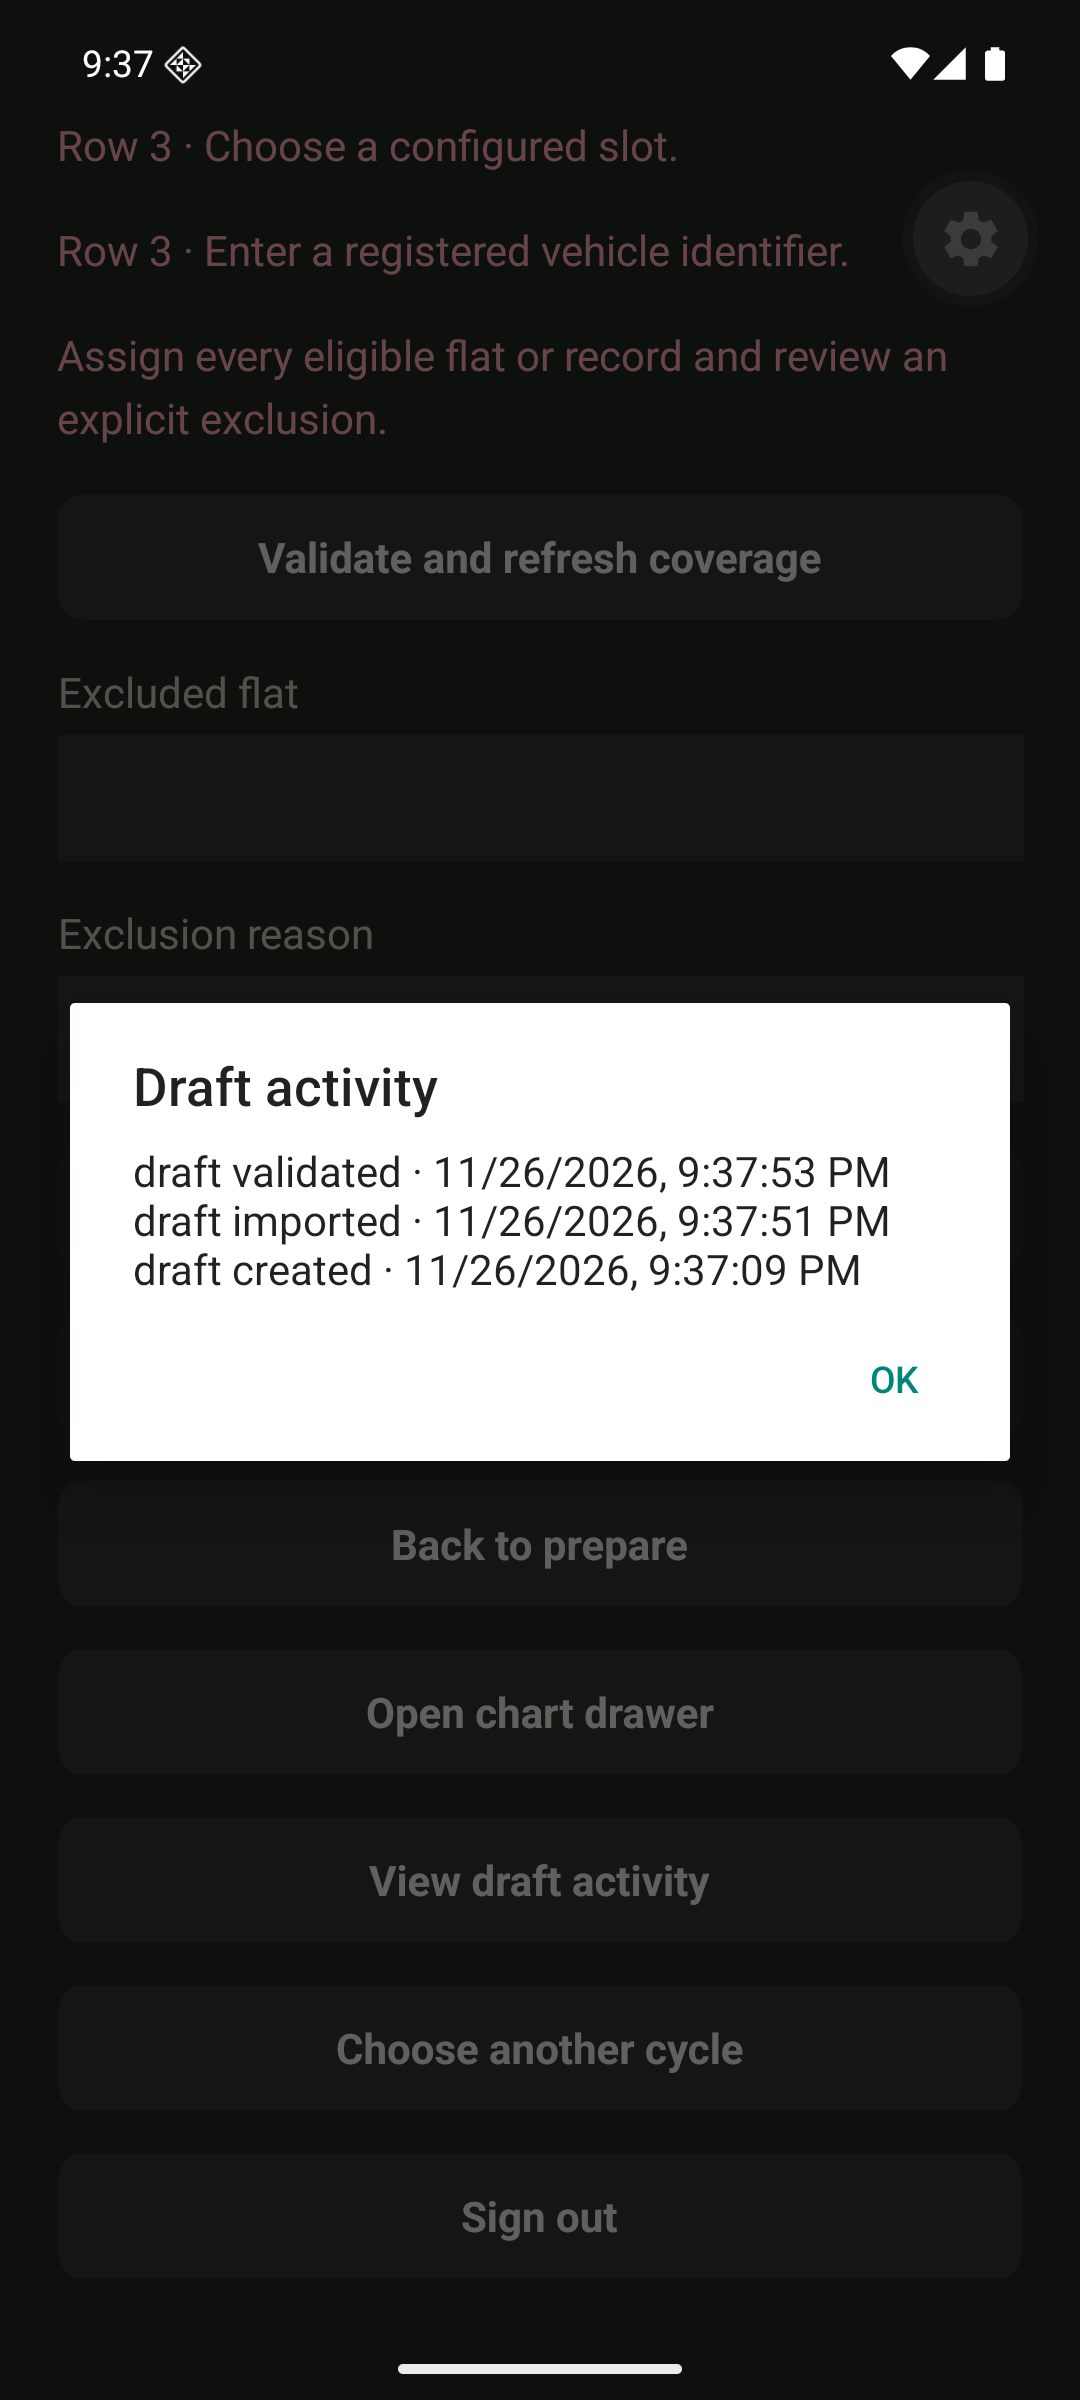 9:37
Row 3 · Choose a configured slot.
Row 3 · Enter a registered vehicle identifier.
Assign every eligible flat or record and review an
explicit exclusion.
Validate and refresh coverage
Excluded flat
Exclusion reason
Draft activity
draft validated · 11/26/2026, 9:37:53 PM
draft imported · 11/26/2026, 9:37:51 PM
draft created · 11/26/2026, 9:37:09 PM
OK
Back to prepare
Open chart drawer
View draft activity
Choose another cycle
Sign out